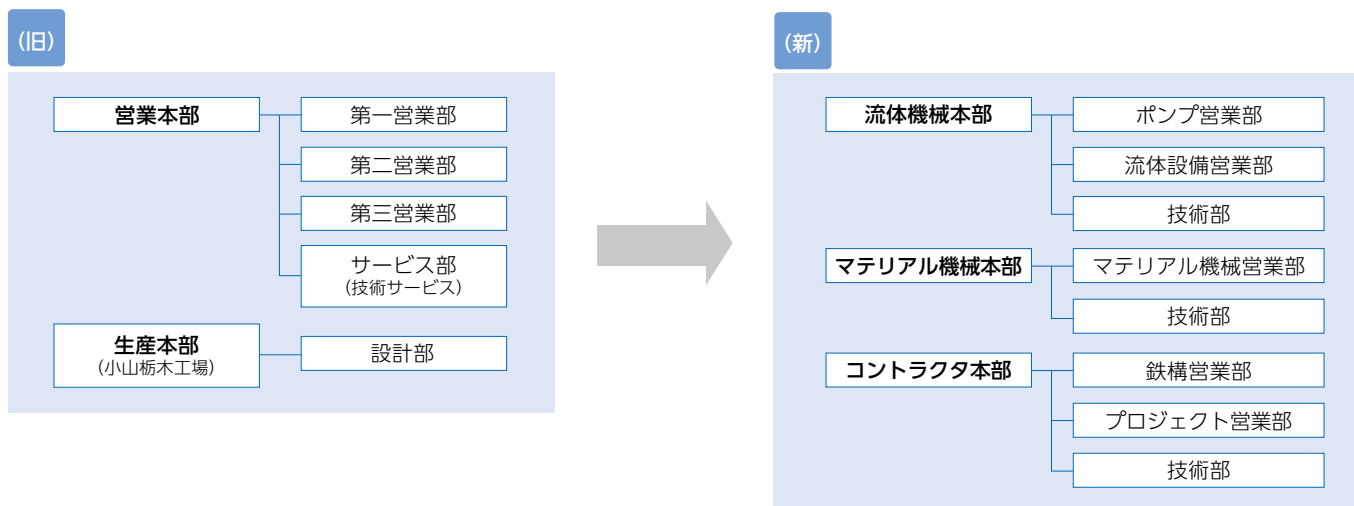 (旧)
営業本部
第一営業部
第二営業部
第三営業部
サービス部
(技術サービス)
生産本部
(小山栃木工場)
設計部
(新)
流体機械本部
ポンプ営業部
流体設備営業部
技術部
マテリアル機械本部
マテリアル機械営業部
技術部
コントラクタ本部
鉄構営業部
プロジェクト営業部
技術部